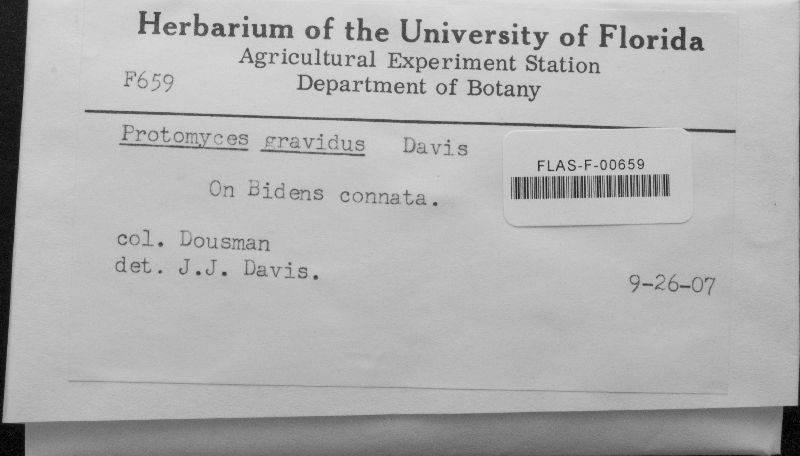 Herbarium of the University of Florida
Agricultural Experiment Station
F659 Department of Botany
Protomyces gravidus Davis
FLAS-F-00659
On Bidens connata.
col. Dousman
det. J.J. Davis.
9-26-07